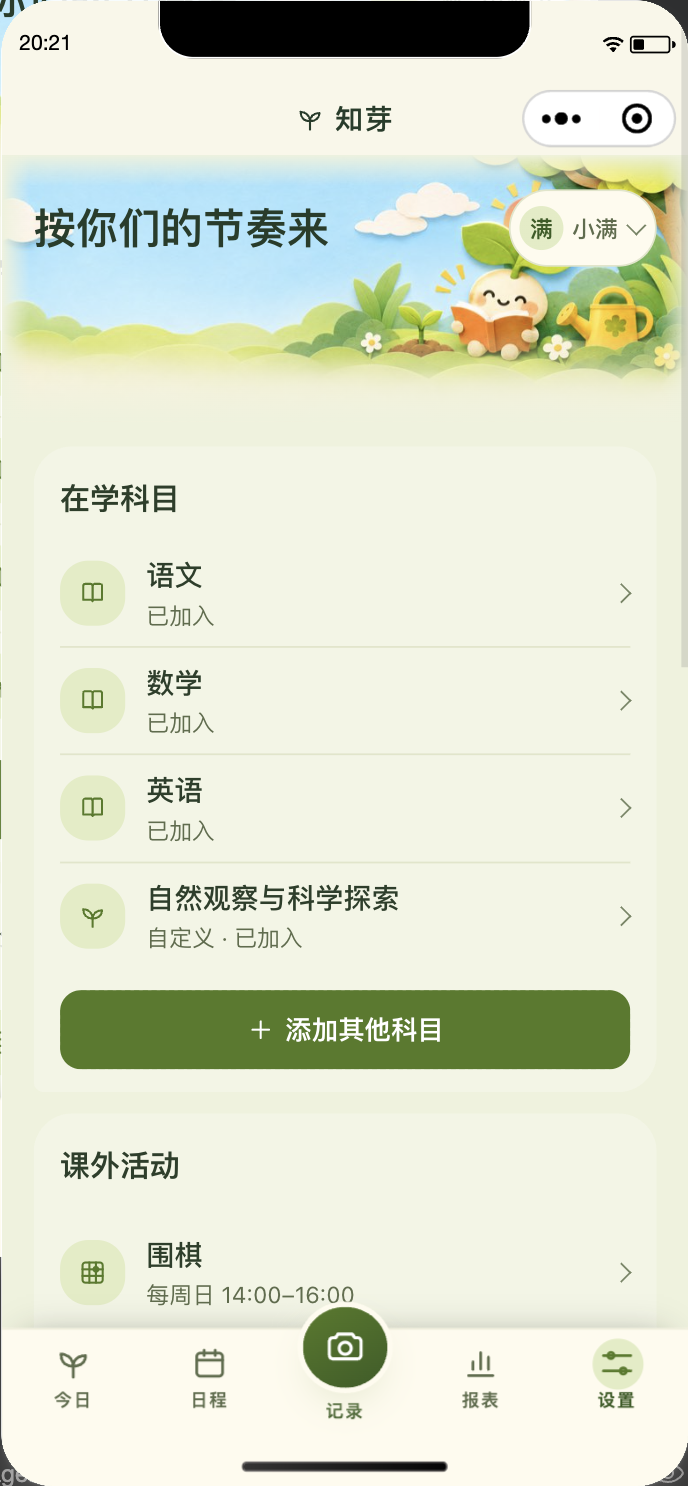 20:21
知芽
按你们的节奏来
满 小满
在学科目
语文
已加入
数学
已加入
英语
已加入
自然观察与科学探索
自定义 · 已加入
+ 添加其他科目
课外活动
围棋
每周日 14:00–16:00
今日 日程 记录 报表 设置